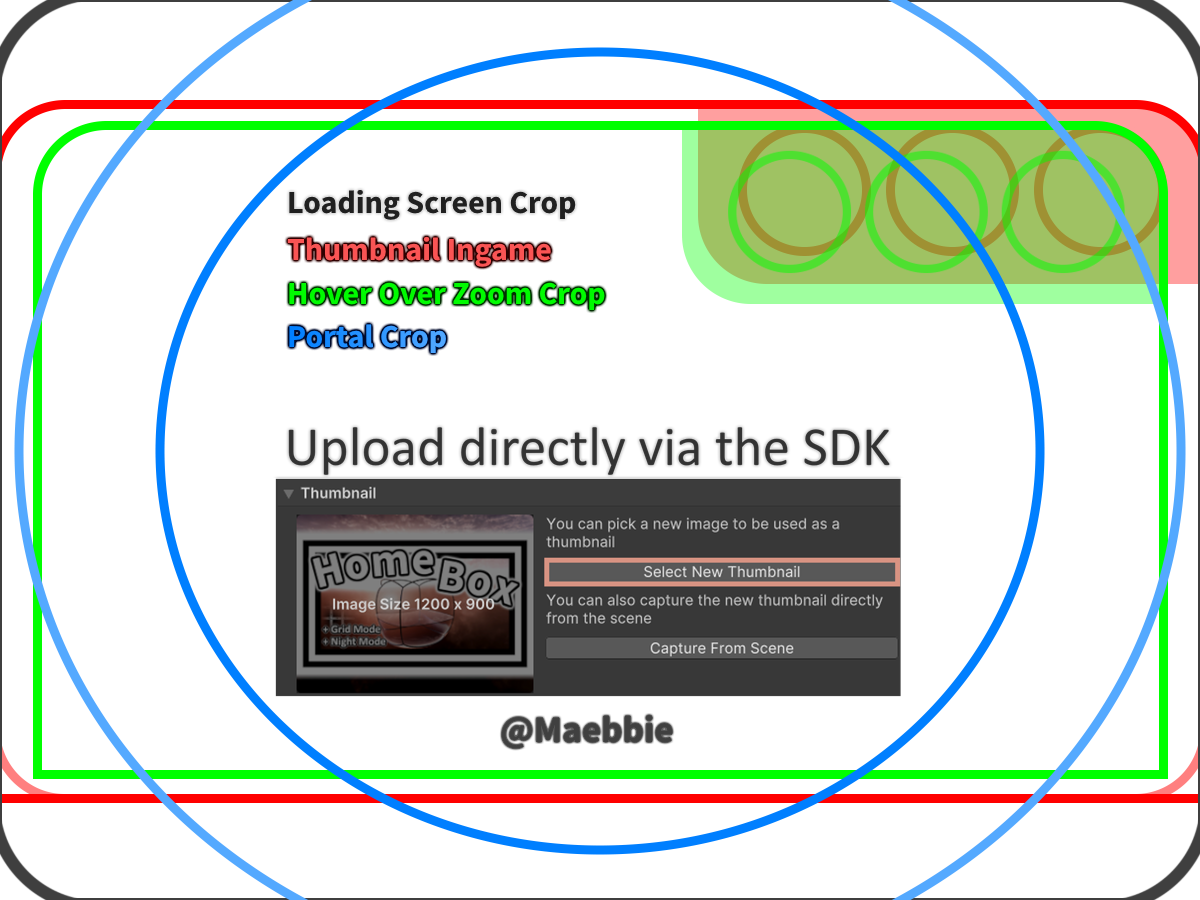 Loading Screen Crop
Thumbnail Ingame
Hover Over Zoom Crop
Portal Crop
Upload directly via the SDK
Thumbnail
HomeBox
Image Size 1200 x 900
+ Grid Mode
+ Night Mode
You can pick a new image to be used as a
thumbnail
Select New Thumbnail
You can also capture the new thumbnail directly
from the scene
Capture From Scene
@Maebbie